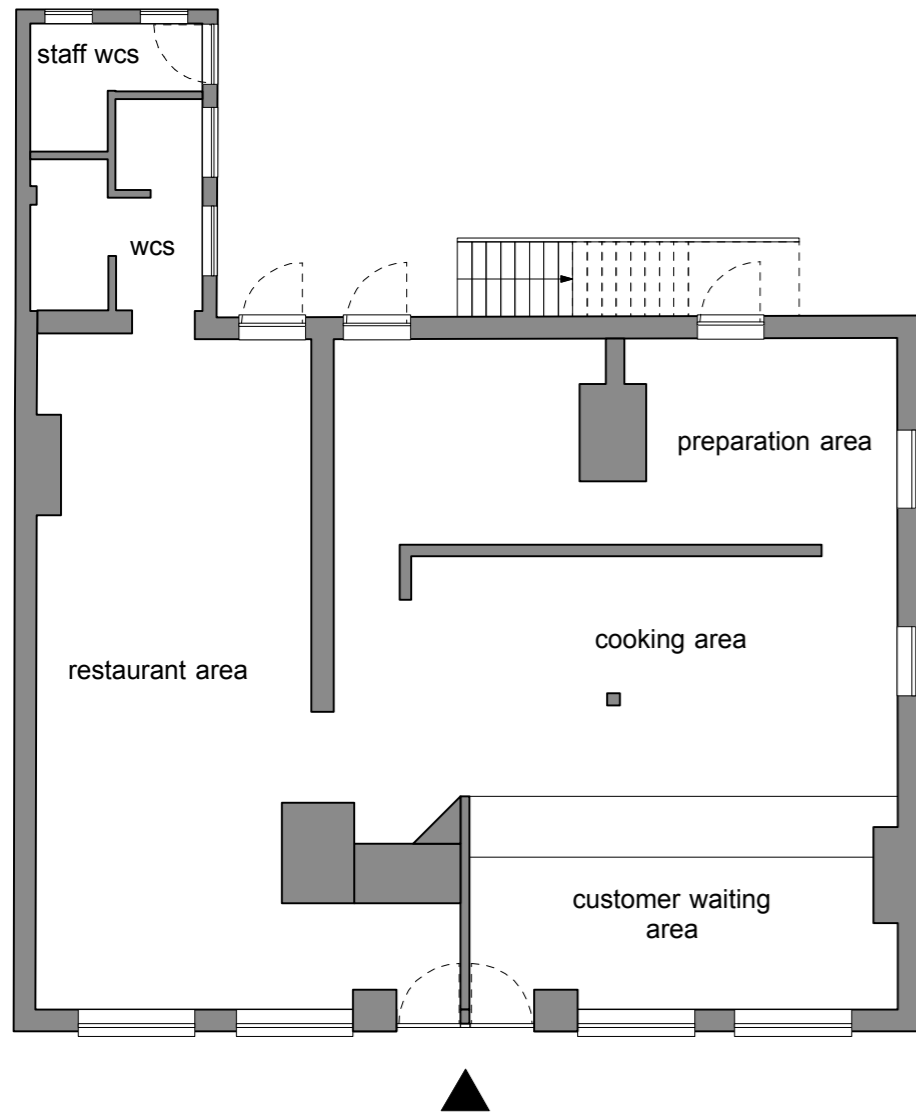 staff wcs
wcs
preparation area
cooking area
restaurant area
customer waiting
area